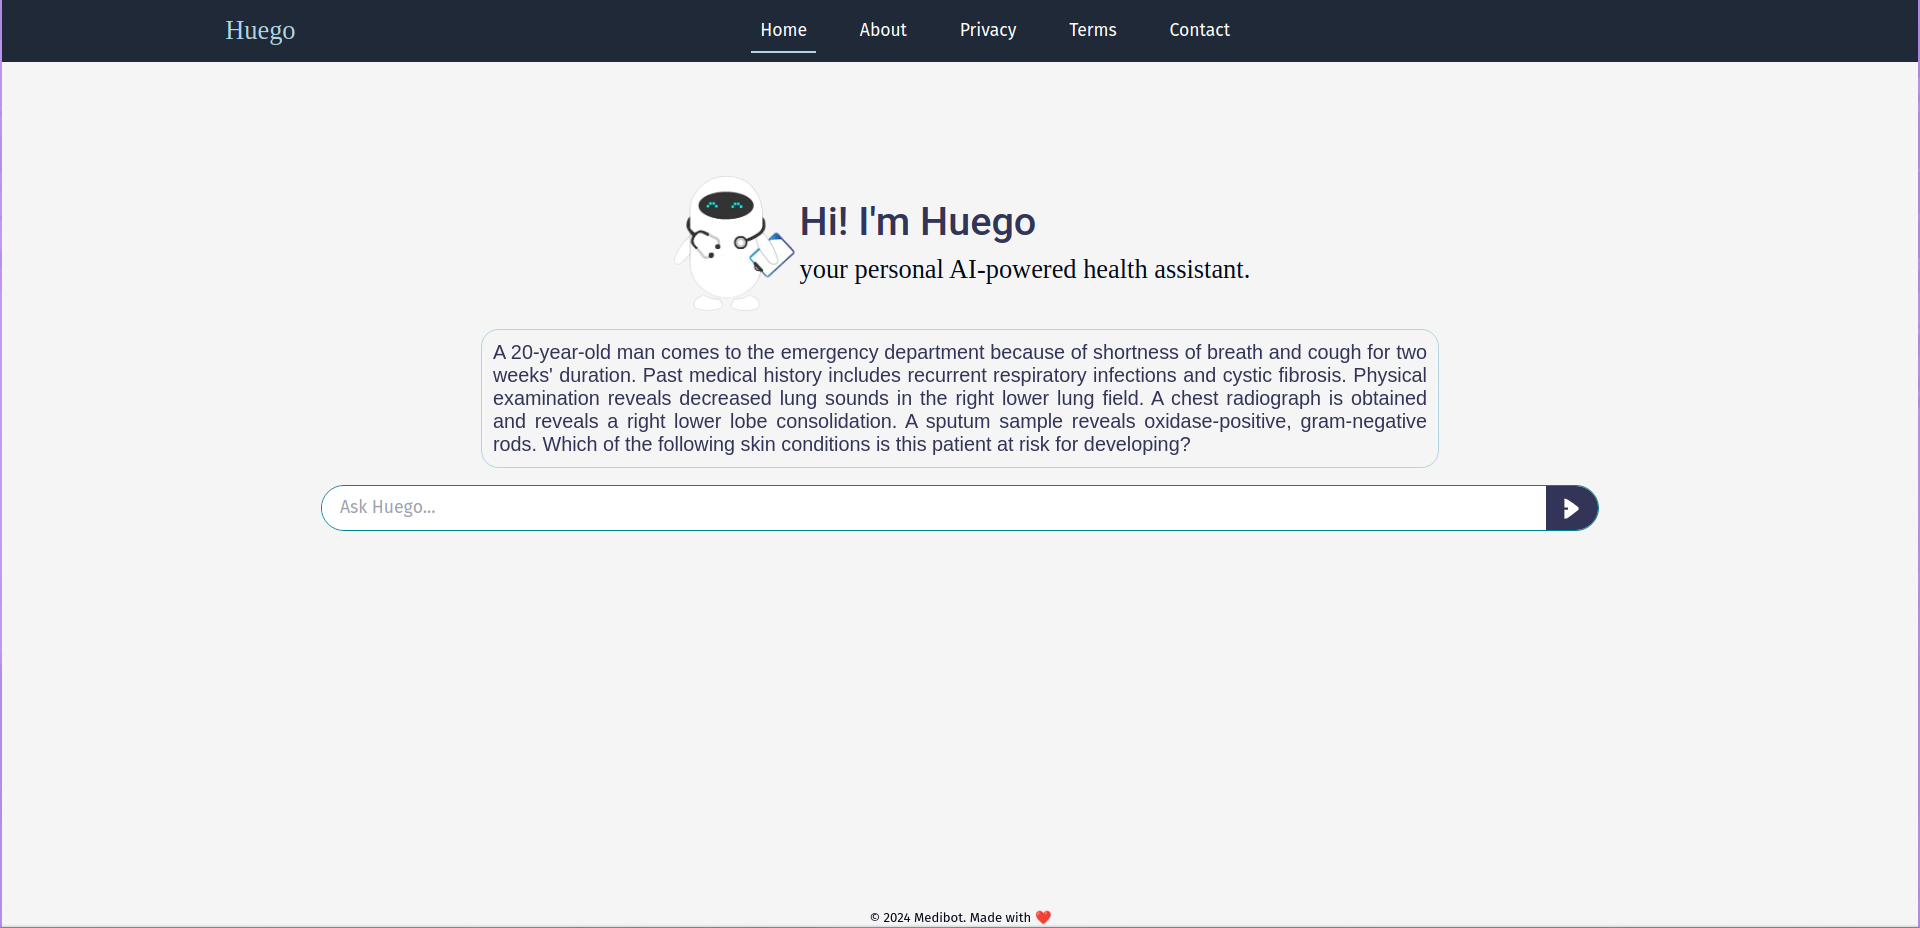 Huego
Home
About
Privacy
Terms
Contact
Hi! I'm Huego
your personal AI-powered health assistant.
A 20-year-old man comes to the emergency department because of shortness of breath and cough for two
weeks' duration. Past medical history includes recurrent respiratory infections and cystic fibrosis. Physical
examination reveals decreased lung sounds in the right lower lung field. A chest radiograph is obtained
and reveals a right lower lobe consolidation. A sputum sample reveals oxidase-positive, gram-negative
rods. Which of the following skin conditions is this patient at risk for developing?
Ask Huego...
© 2024 Medibot. Made with ❤️